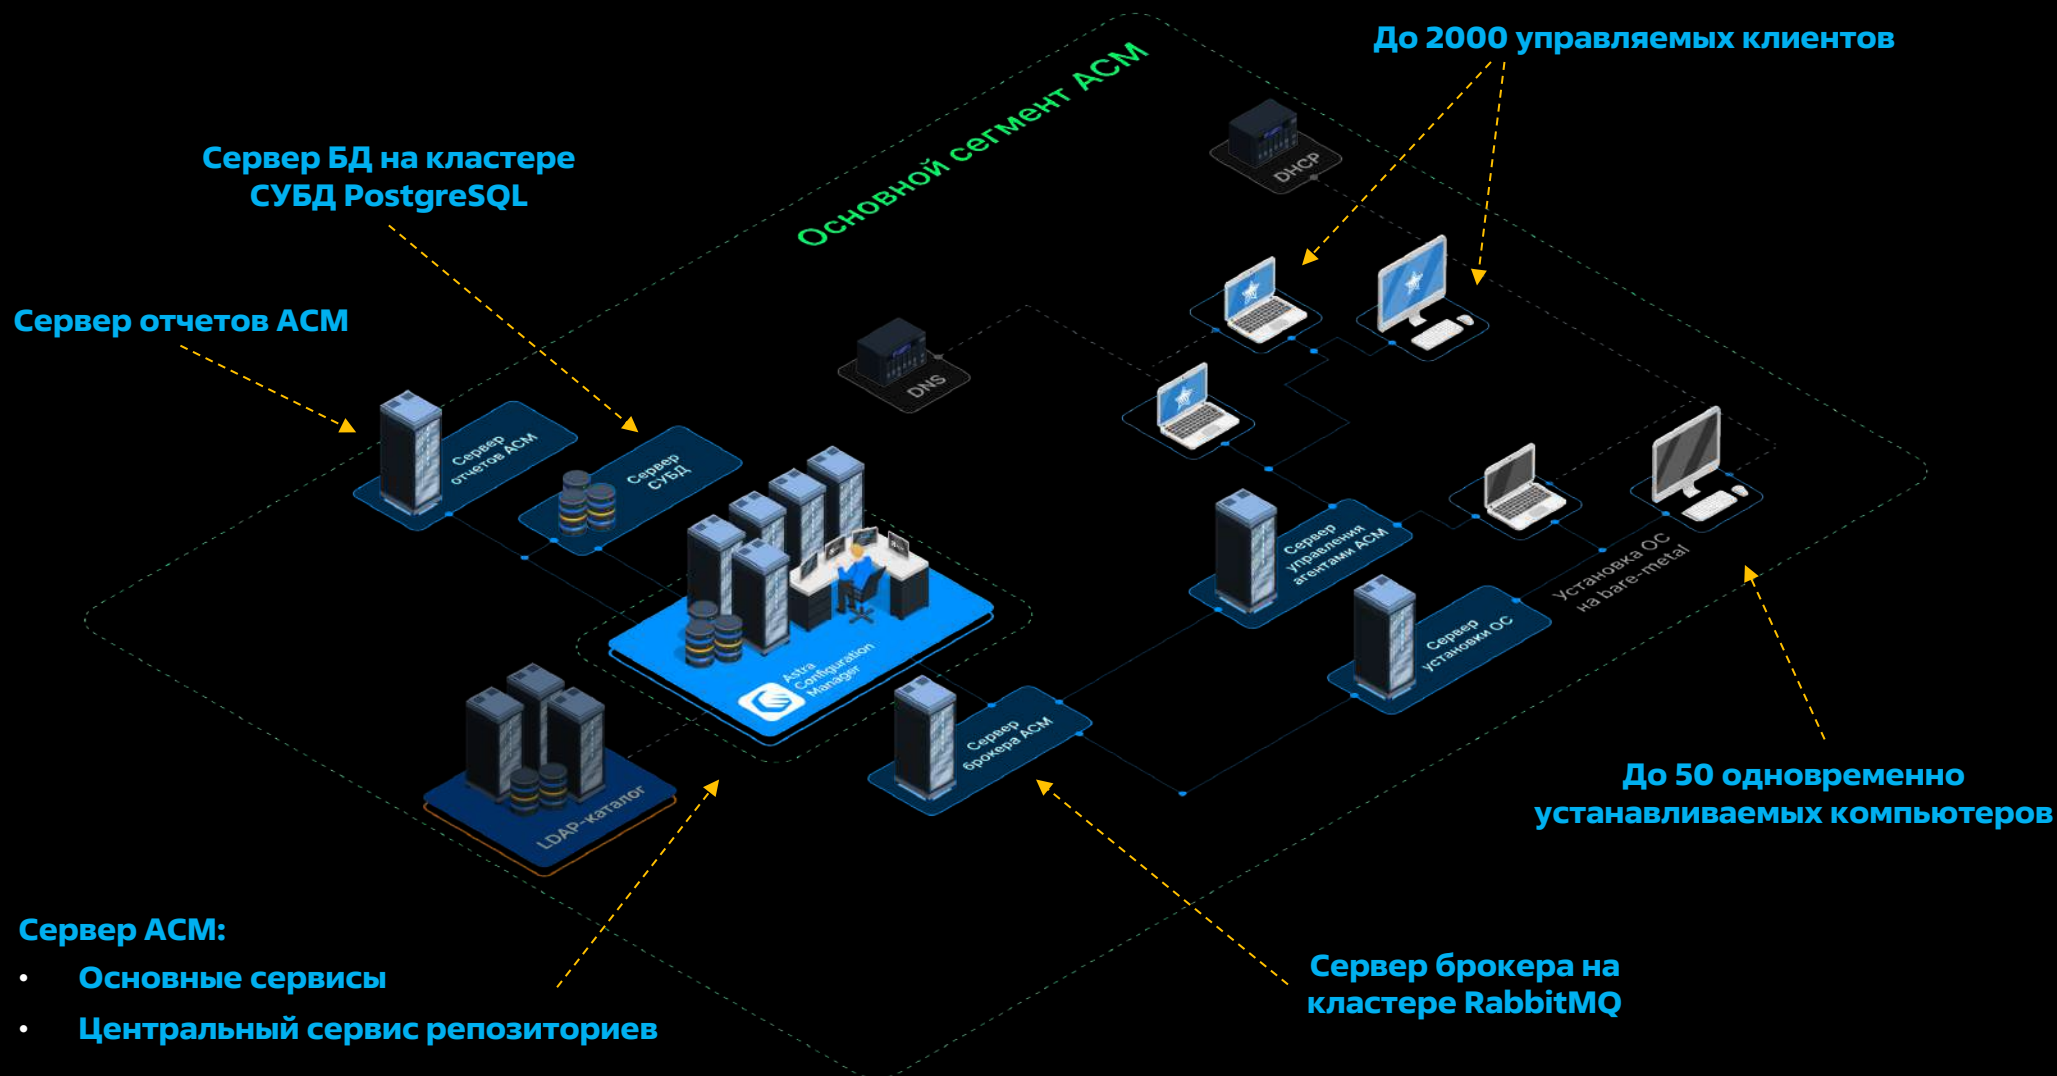 До 2000 управляемых клиентов
Основной сегмент ACM
DHCP
Сервер БД на кластере
СУБД PostgreSQL
Сервер отчетов ACM
DNS
Сервер
отчетов ACM
Сервер
СУБД
Сервер
управления
агентами ACM
Установка ОС
на bare-metal
Сервер
установки ОС
Astra
Configuration
Manager
Сервер
брокера ACM
LDAP-каталог
До 50 одновременно
устанавливаемых компьютеров
Сервер ACM:
• Основные сервисы
• Центральный сервис репозиториев
Сервер брокера на
кластере RabbitMQ